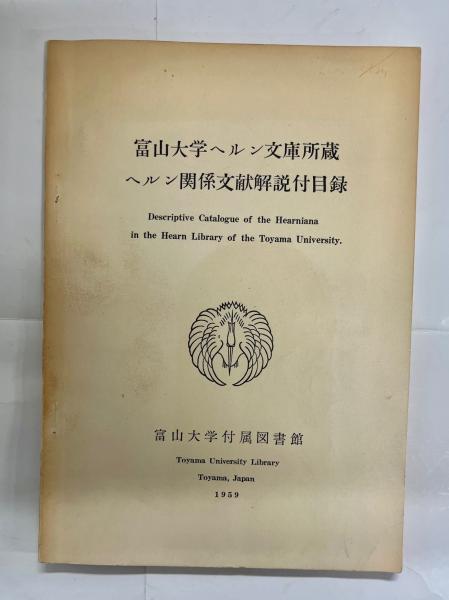 富山大学ヘルン文庫所蔵
ヘルン関係文献解説付目録
Descriptive Catalogue of the Hearniana
in the Hearn Library of the Toyama University.
富山大学付属図書館
Toyama University Library
Toyama, Japan
1959